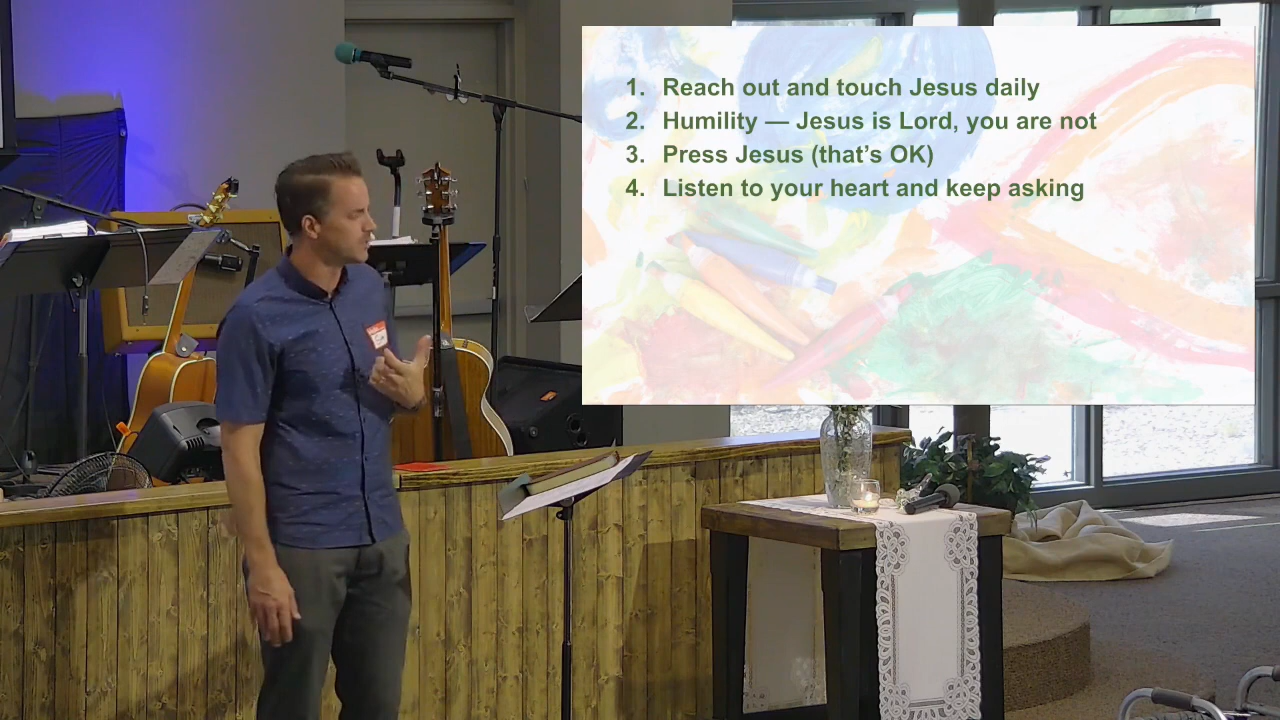 1. Reach out and touch Jesus daily
2. Humility — Jesus is Lord, you are not
3. Press Jesus (that’s OK)
4. Listen to your heart and keep asking